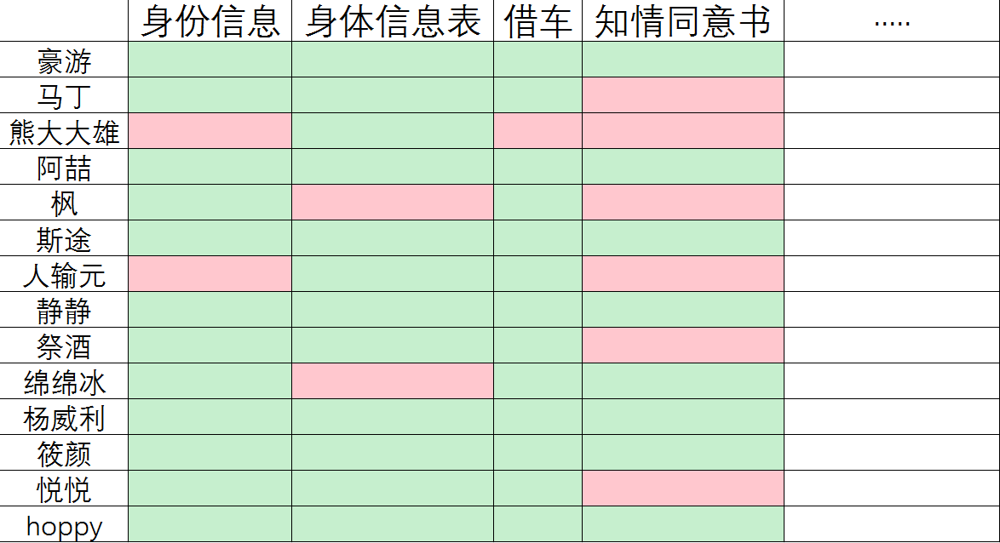 身份信息 身体信息表 借车 知情同意书 .....
豪游
马丁
熊大大雄
阿喆
枫
斯途
人输元
静静
祭酒
绵绵冰
杨威利
筱颜
悦悦
hoppy